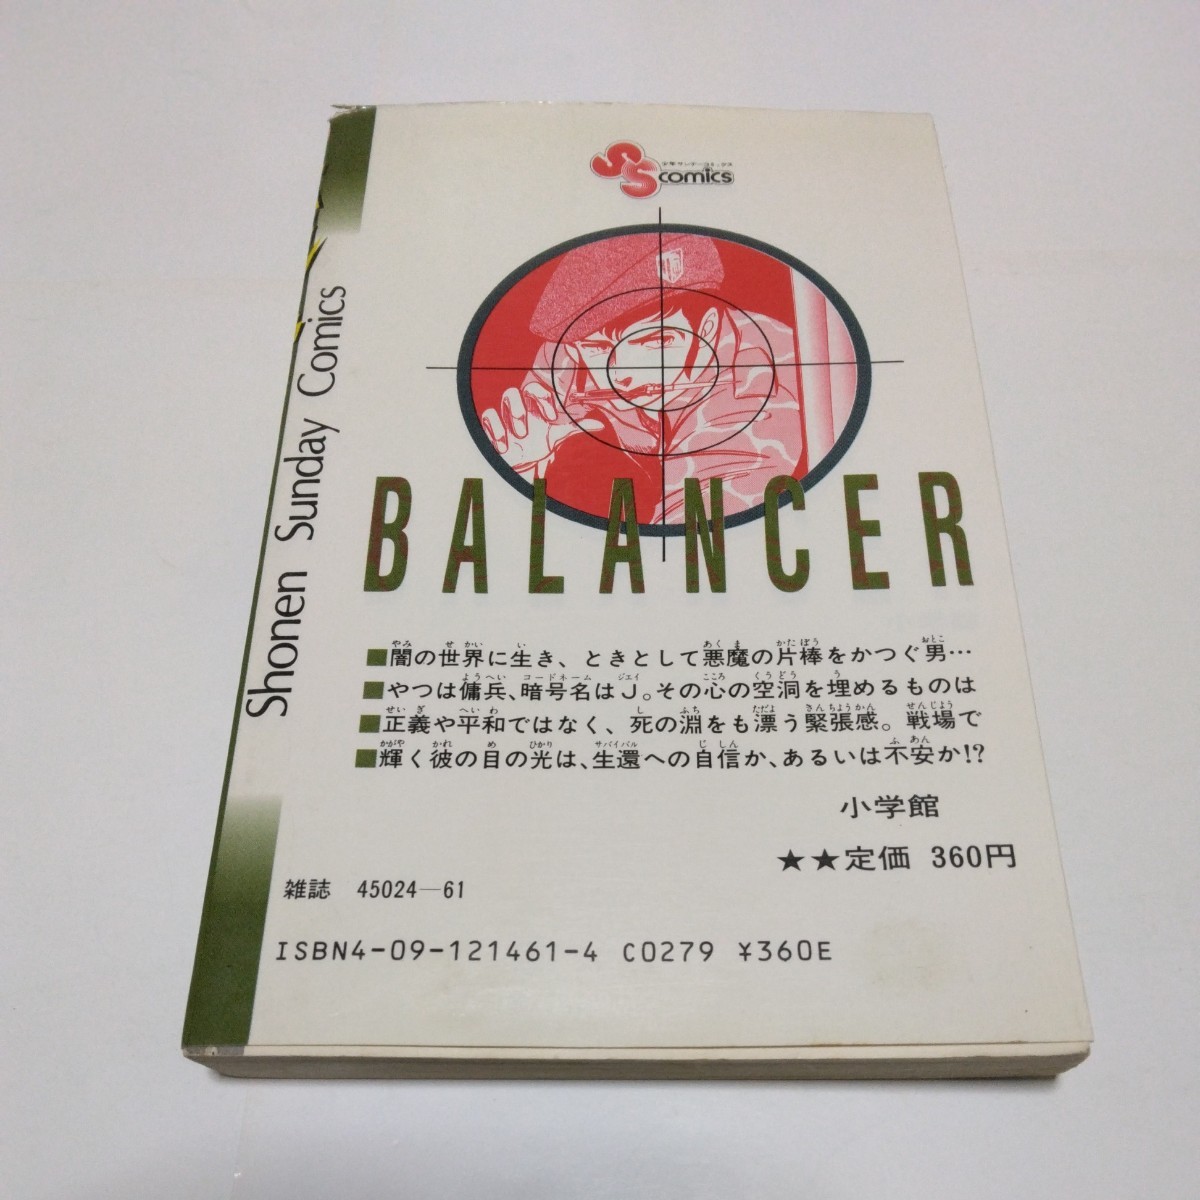 少年サンデーコミックス
SS comics
BALANCER
■闇の世界に生き、ときとして悪魔の片棒をかつぐ男…
■やつは傭兵、暗号名はJ。その心の空洞を埋めるものは
■正義や平和ではなく、死の淵をも漂う緊張感。戦場で
■輝く彼の目の光は、生還への自信か、あるいは不安か!?
小学館
★★定価 360円
雑誌 45024—61
ISBN4-09-121461-4 C0279 ¥360E
Shonen Sunday Comics